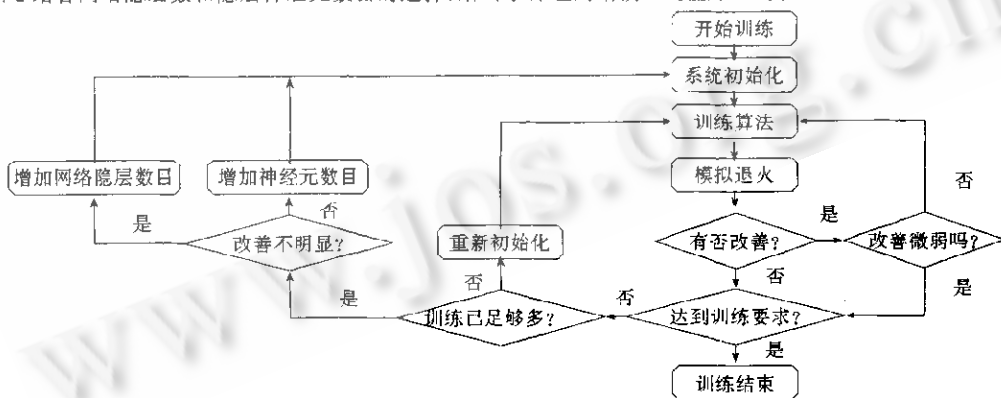 开始训练
系统初始化
训练算法
增加网络隐层数目
增加神经元数目
模拟退火
否
是
否
是
改善不明显?
重新初始化
有否改善?
改善微弱吗?
是
否
否
否
是
训练已足够多?
达到训练要求?
是
训练结束
www.jos.org.cn